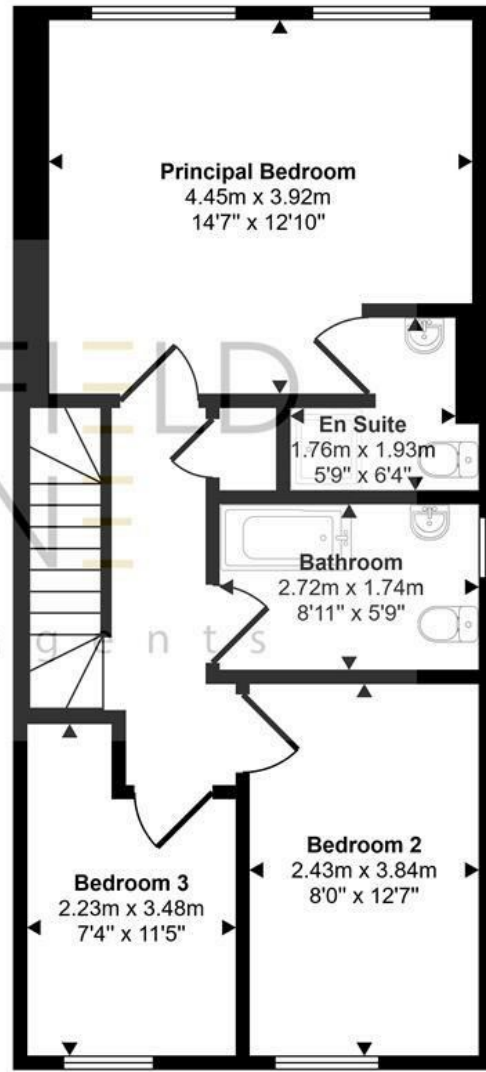 Principal Bedroom
4.45m x 3.92m
14'7" x 12'10"
En Suite
1.76m x 1.93m
5'9" x 6'4"
Bathroom
2.72m x 1.74m
8'11" x 5'9"
Bedroom 2
2.43m x 3.84m
8'0" x 12'7"
Bedroom 3
2.23m x 3.48m
7'4" x 11'5"